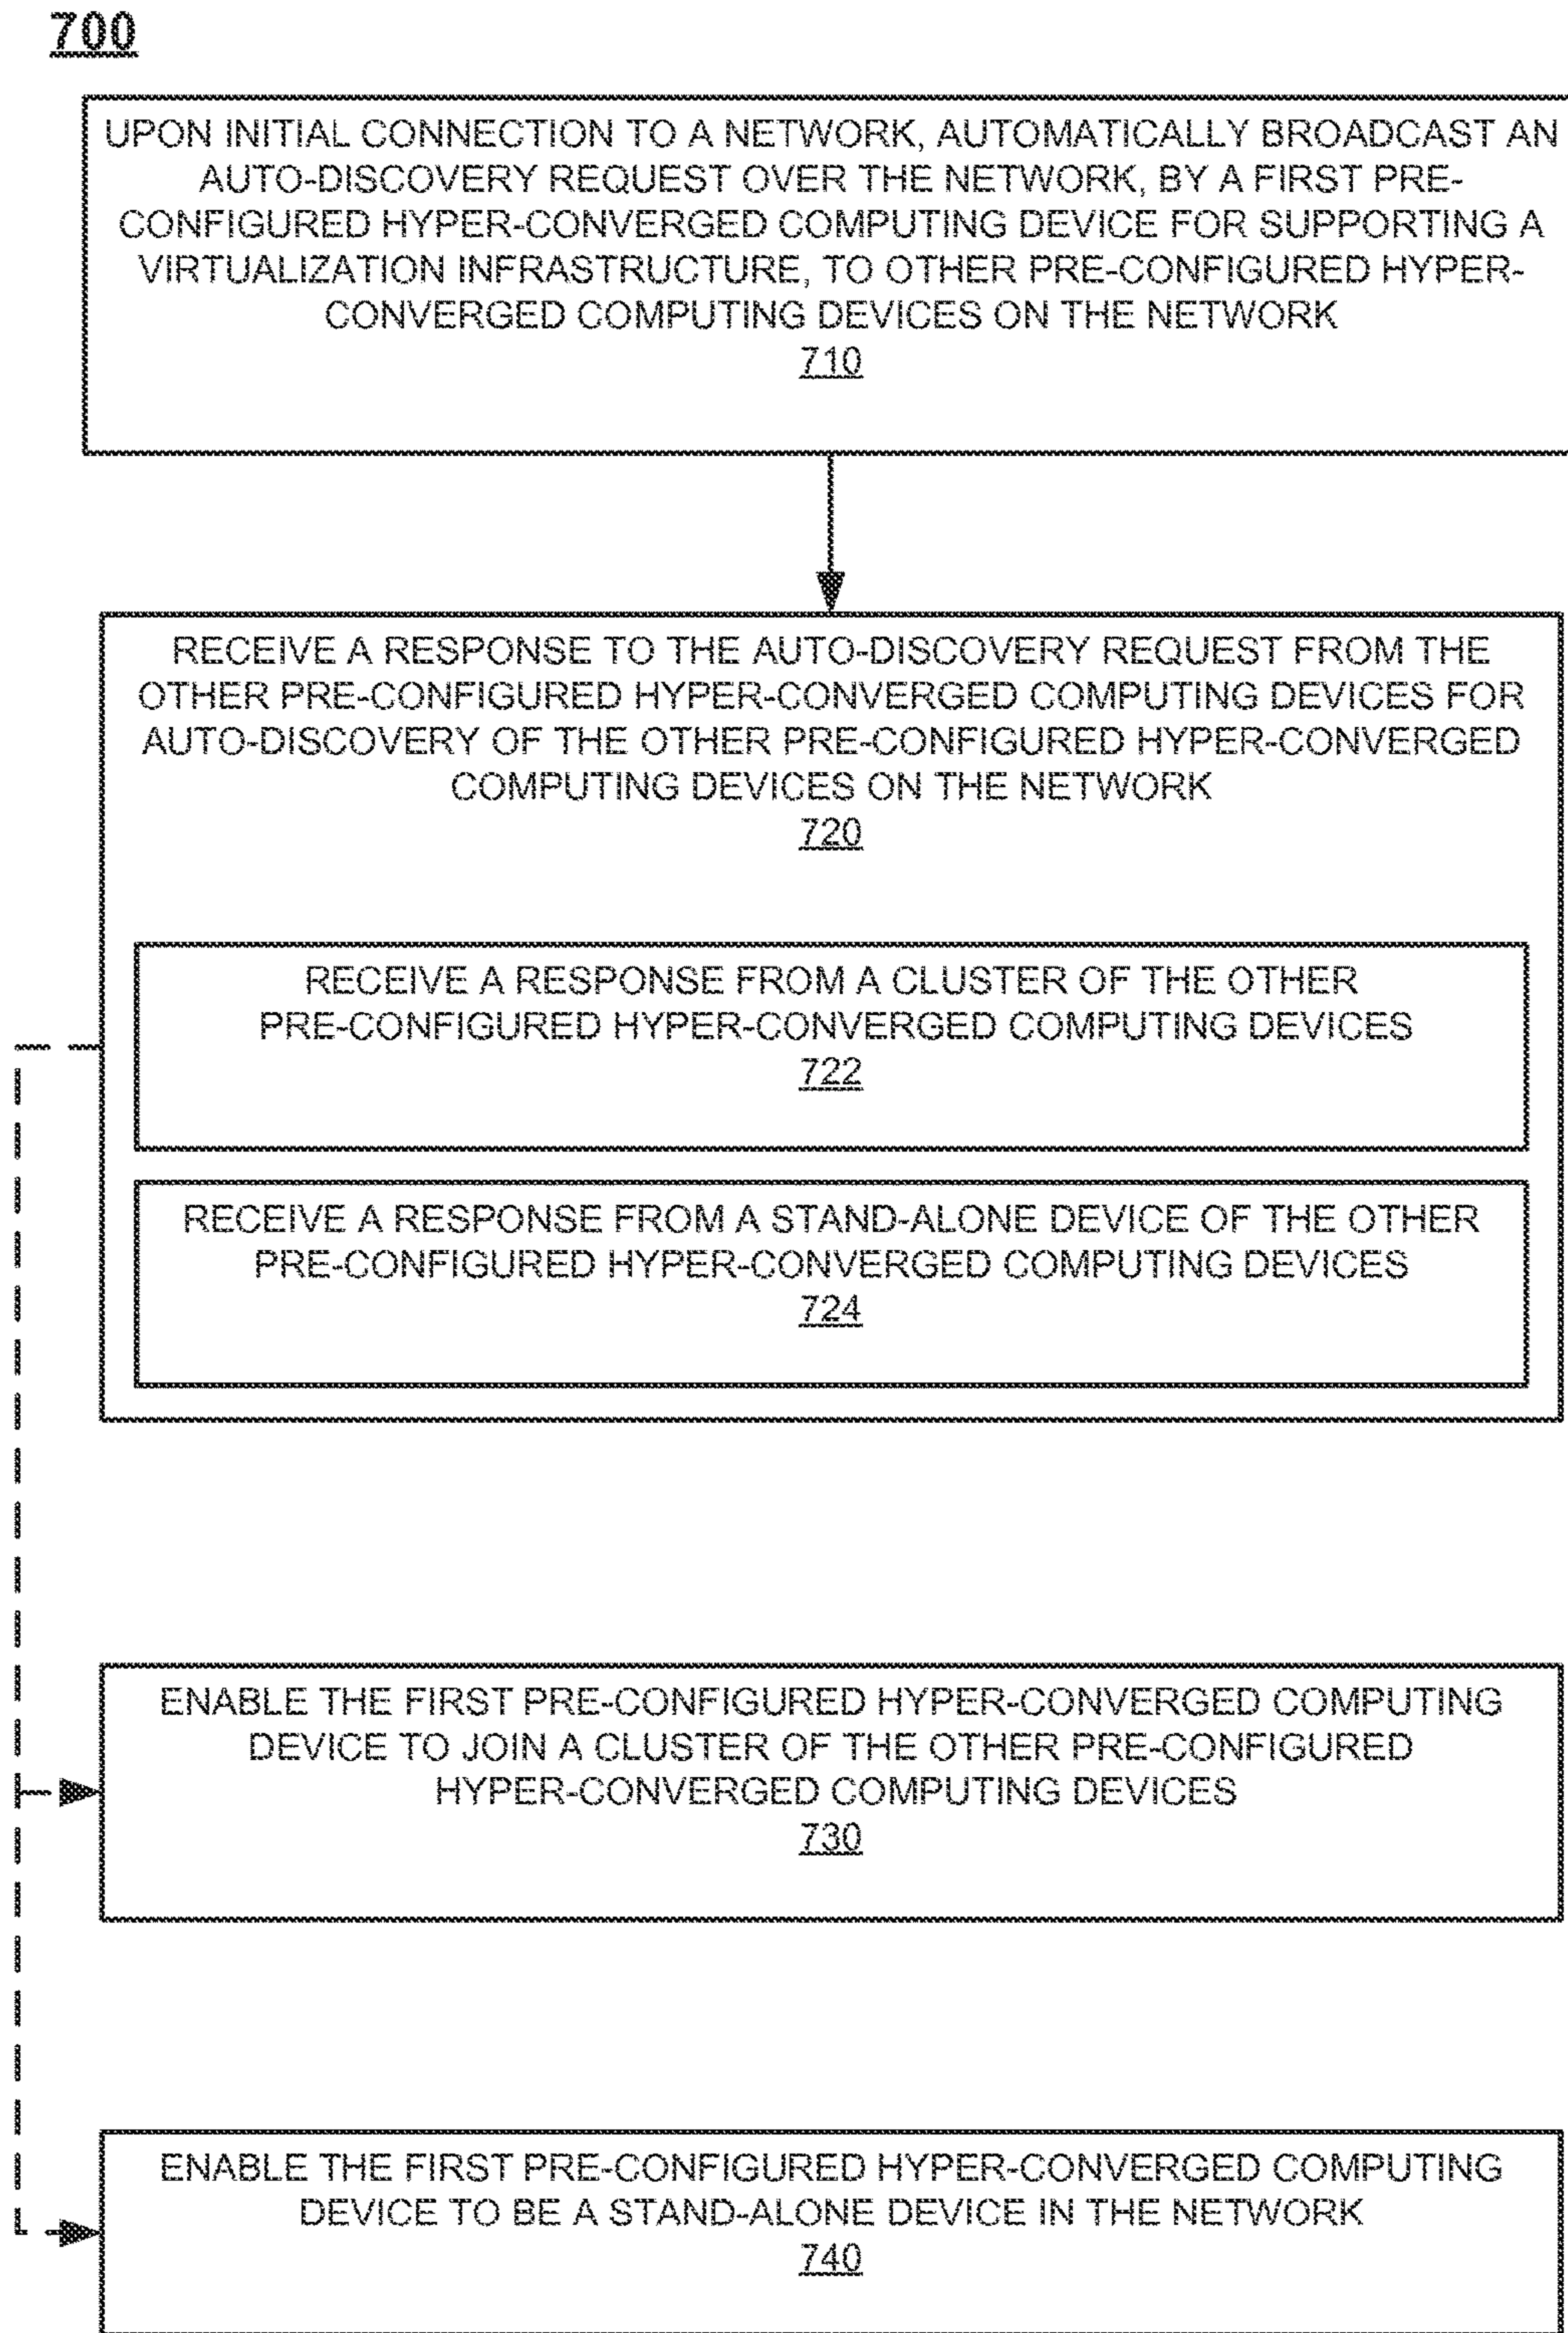 700
UPON INITIAL CONNECTION TO A NETWORK, AUTOMATICALLY BROADCAST AN
AUTO-DISCOVERY REQUEST OVER THE NETWORK, BY A FIRST PRE-
CONFIGURED HYPER-CONVERGED COMPUTING DEVICE FOR SUPPORTING A
VIRTUALIZATION INFRASTRUCTURE, TO OTHER PRE-CONFIGURED HYPER-
CONVERGED COMPUTING DEVICES ON THE NETWORK
710
RECEIVE A RESPONSE TO THE AUTO-DISCOVERY REQUEST FROM THE
OTHER PRE-CONFIGURED HYPER-CONVERGED COMPUTING DEVICES FOR
AUTO-DISCOVERY OF THE OTHER PRE-CONFIGURED HYPER-CONVERGED
COMPUTING DEVICES ON THE NETWORK
720
RECEIVE A RESPONSE FROM A CLUSTER OF THE OTHER
PRE-CONFIGURED HYPER-CONVERGED COMPUTING DEVICES
722
RECEIVE A RESPONSE FROM A STAND-ALONE DEVICE OF THE OTHER
PRE-CONFIGURED HYPER-CONVERGED COMPUTING DEVICES
724
ENABLE THE FIRST PRE-CONFIGURED HYPER-CONVERGED COMPUTING
DEVICE TO JOIN A CLUSTER OF THE OTHER PRE-CONFIGURED
HYPER-CONVERGED COMPUTING DEVICES
730
ENABLE THE FIRST PRE-CONFIGURED HYPER-CONVERGED COMPUTING
DEVICE TO BE A STAND-ALONE DEVICE IN THE NETWORK
740